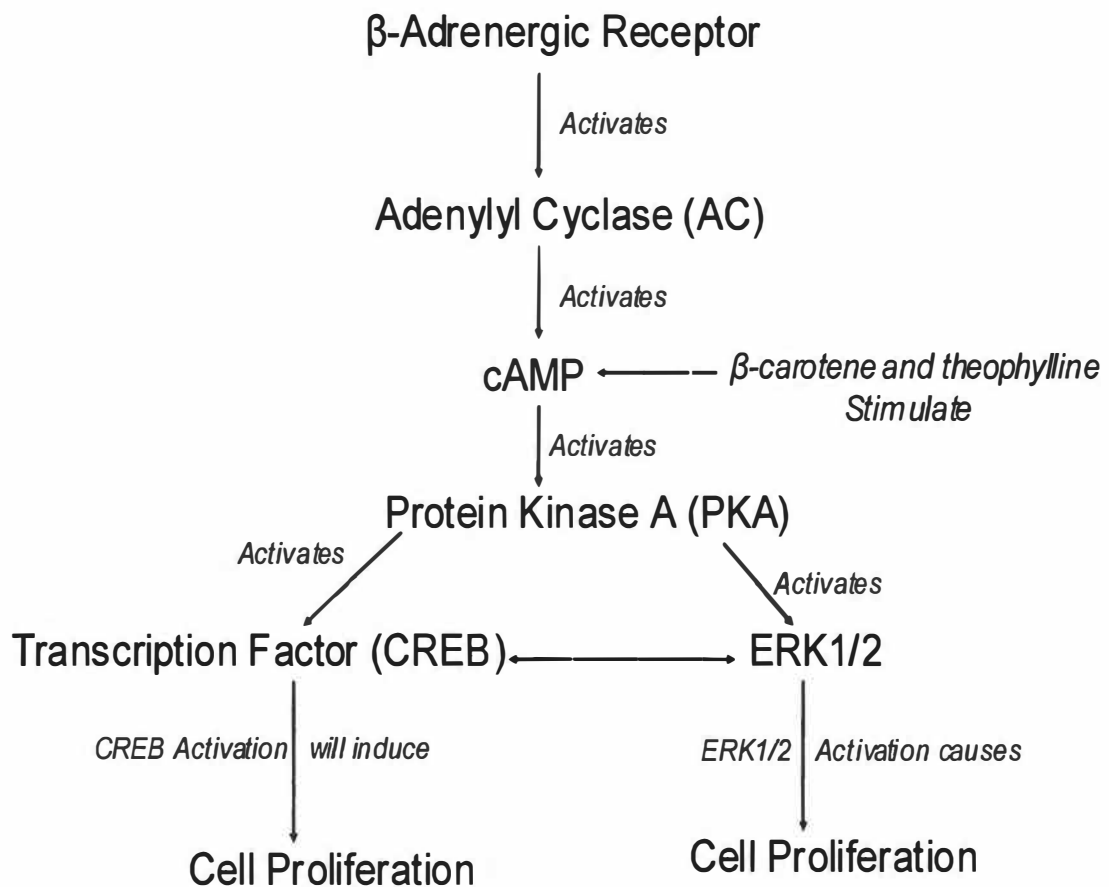 β-Adrenergic Receptor
Activates
Adenylyl Cyclase (AC)
Activates
cAMP
β-carotene and theophylline
Stimulate
Activates
Protein Kinase A (PKA)
Activates
Activates
Transcription Factor (CREB)
ERK1/2
CREB Activation will induce
ERK1/2 Activation causes
Cell Proliferation
Cell Proliferation